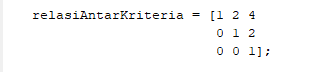 relasiAntarKriteria = [1 2 4
0 1 2
0 0 1];